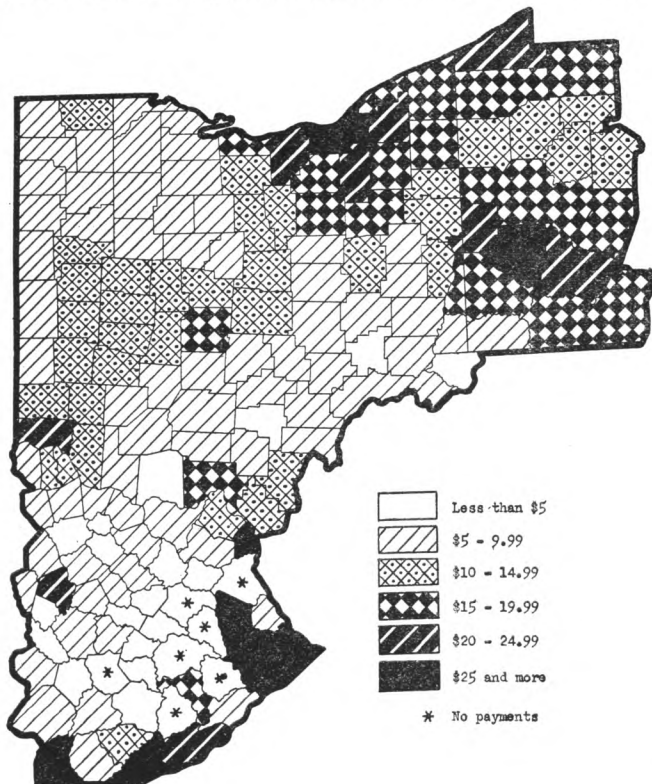 Less than $5
$5 - 9.99
$10 - 14.99
$15 - 19.99
$20 - 24.99
$25 and more
* No payments